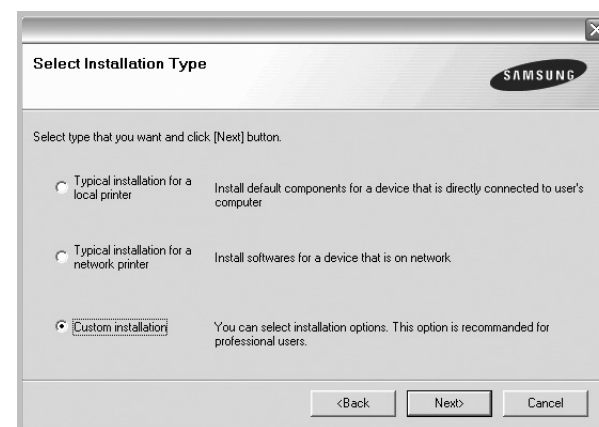 Select Installation Type
SAMSUNG
Select type that you want and click [Next] button.
Typical installation for a
local printer
Install default components for a device that is directly connected to user's
computer
Typical installation for a
network printer
Install softwares for a device that is on network
Custom installation
You can select installation options. This option is recommanded for
professional users.
<Back
Next>
Cancel